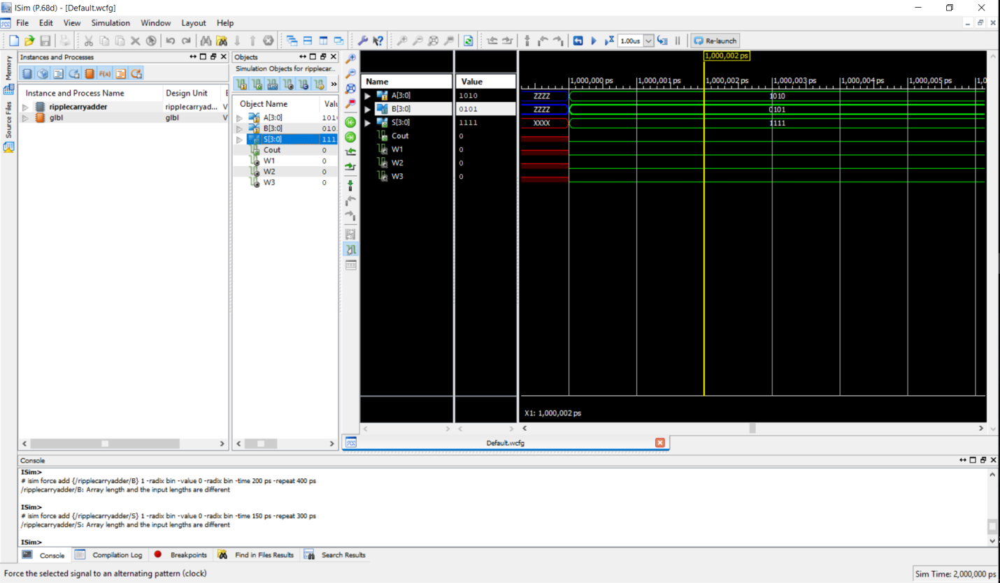 ISim (P.68d) - [Default.wcfg]
File Edit View Simulation Window Layout Help
1.00us Re-launch
Memory
Source Files
Instances and Processes
Instance and Process Name Design Unit
ripplecarryadder ripplecarryad... V
glbl glbl V
Objects
Simulation Objects for ripplecar...
»
Object Name Valu
A[3:0] 101
B[3:0] 010.
S[3:0] 111
Cout 0
W1 0
W2 0
W3 0
Name Value
A[3:0] 1010
B[3:0] 0101
S[3:0] 1111
Cout 0
W1 0
W2 0
W3 0
1,000,002 ps
1,000,000 ps 1,000,001 ps 1,000,002 ps 1,000,003 ps 1,000,004 ps 1,000,005 ps 1,0
ZZZZ 1010
ZZZZ 0101
XXXX 1111
X1: 1,000,002 ps
Default.wcfg
Console
ISim>
# isim force add {/ripplecarryadder/B} 1 -radix bin -value 0 -radix bin -time 200 ps -repeat 400 ps
/ripplecarryadder/B: Array length and the input lengths are different
ISim>
# isim force add {/ripplecarryadder/S} 1 -radix bin -value 0 -radix bin -time 150 ps -repeat 300 ps
/ripplecarryadder/S: Array length and the input lengths are different
ISim>
Console Compilation Log Breakpoints Find in Files Results Search Results
Force the selected signal to an alternating pattern (clock)
Sim Time: 2,000,000 ps